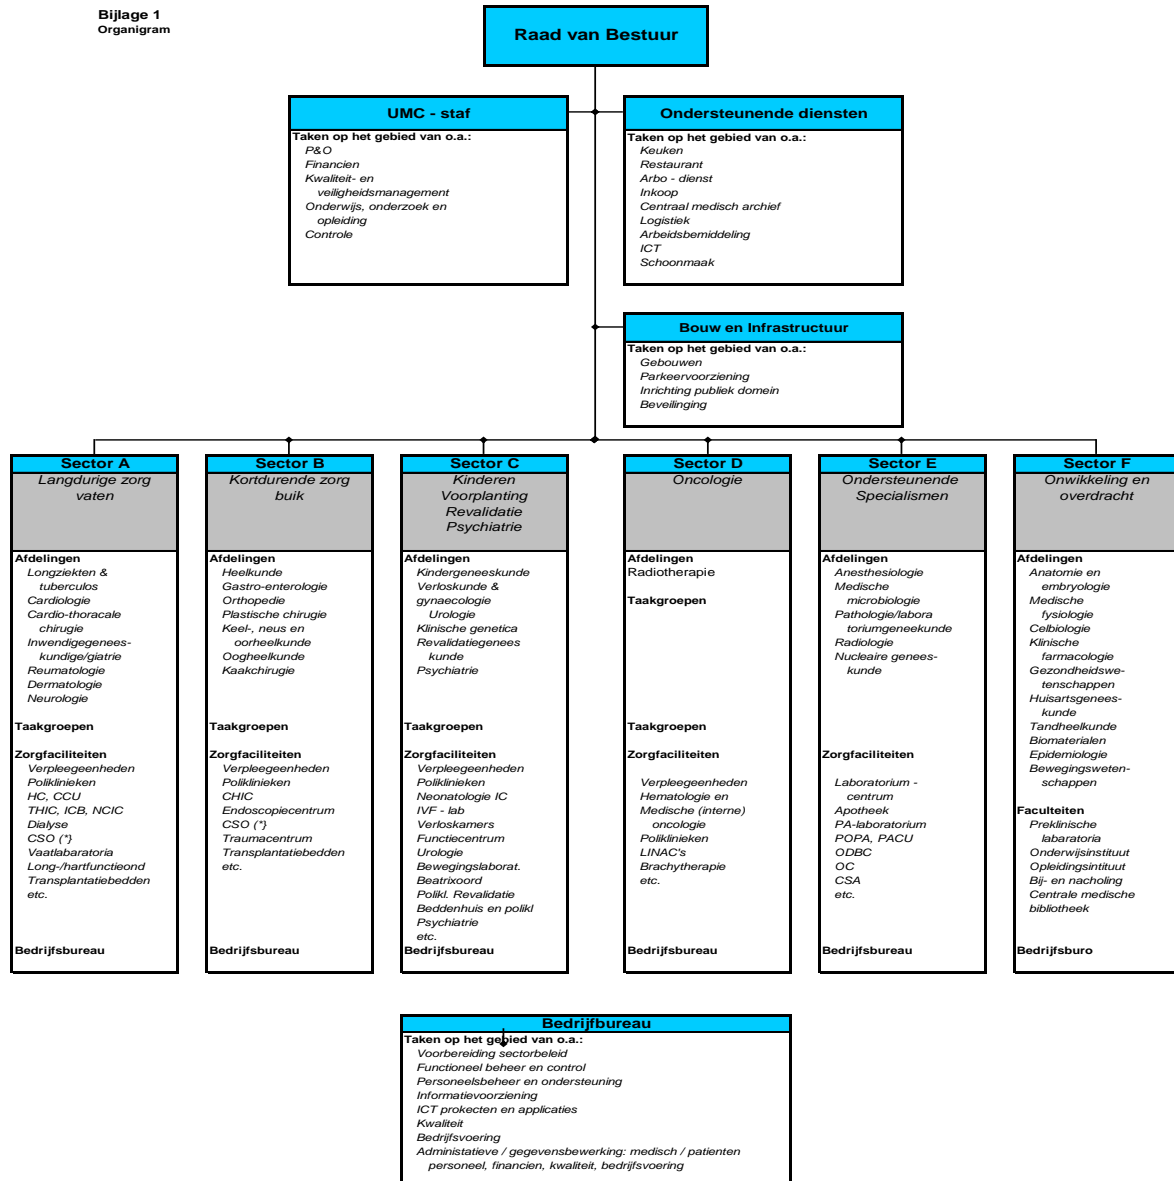 Bijlage 1
Organigram
Raad van Bestuur
UMC - staf
Taken op het gebied van o.a.:
P&O
Financien
Kwaliteit- en
veiligheidsmanagement
Onderwijs, onderzoek en
opleiding
Controle
Ondersteunende diensten
Taken op het gebied van o.a.:
Keuken
Restaurant
Arbo - dienst
Inkoop
Centraal medisch archief
Logistiek
Arbeidsbemiddeling
ICT
Schoonmaak
Bouw en Infrastructuur
Taken op het gebied van o.a.:
Gebouwen
Parkeervoorziening
Inrichting publiek domein
Beveilinging
Sector A
Langdurige zorg
vaten
Afdelingen
Longziekten &
tuberculos
Cardiologie
Cardio-thoracale
chirugie
Inwendigegenees-
kundige/giatrie
Reumatologie
Dermatologie
Neurologie
Taakgroepen
Zorgfaciliteiten
Verpleegeenheden
Poliklinieken
HC, CCU
THIC, ICB, NCIC
Dialyse
CSO (*}
Vaatlabaratoria
Long-/hartfunctieond
Transplantatiebedden
etc.
Bedrijfsbureau
Sector B
Kortdurende zorg
buik
Afdelingen
Heelkunde
Gastro-enterologie
Orthopedie
Plastische chirugie
Keel-, neus en
oorheelkunde
Oogheelkunde
Kaakchirugie
Taakgroepen
Zorgfaciliteiten
Verpleegeenheden
Poliklinieken
CHIC
Endoscopiecentrum
CSO (*}
Traumacentrum
Transplantatiebedden
etc.
Bedrijfsbureau
Sector C
Kinderen
Voorplanting
Revalidatie
Psychiatrie
Afdelingen
Kindergeneeskunde
Verloskunde &
gynaecologie
Urologie
Klinische genetica
Revalidatiegenees
kunde
Psychiatrie
Taakgroepen
Zorgfaciliteiten
Verpleegeenheden
Poliklinieken
Neonatologie IC
IVF - lab
Verloskamers
Functiecentrum
Urologie
Bewegingslaborat.
Beatrixoord
Polikl. Revalidatie
Beddenhuis en polikl
Psychiatrie
etc.
Bedrijfsbureau
Sector D
Oncologie
Afdelingen
Radiotherapie
Taakgroepen
Taakgroepen
Zorgfaciliteiten
Verpleegeenheden
Hematologie en
Medische (interne)
oncologie
Poliklinieken
LINAC's
Brachytherapie
etc.
Bedrijfsbureau
Sector E
Ondersteunende
Specialismen
Afdelingen
Anesthesiologie
Medische
microbiologie
Pathologie/labora
toriumgeneekunde
Radiologie
Nucleaire genees-
kunde
Zorgfaciliteiten
Laboratorium -
centrum
Apotheek
PA-laboratorium
POPA, PACU
ODBC
OC
CSA
etc.
Bedrijfsbureau
Sector F
Onwikkeling en
overdracht
Afdelingen
Anatomie en
embryologie
Medische
fysiologie
Celbiologie
Klinische
farmacologie
Gezondheidswe-
tenschappen
Huisartsgenees-
kunde
Tandheelkunde
Biomaterialen
Epidemiologie
Bewegingsweten-
schappen
Faculteiten
Preklinische
labaratoria
Onderwijsinstituut
Opleidingsintituut
Bij- en nacholing
Centrale medische
bibliotheek
Bedrijfsburo
Bedrijfbureau
Taken op het gebied van o.a.:
Voorbereiding sectorbeleid
Functioneel beheer en control
Personeelsbeheer en ondersteuning
Informatievoorziening
ICT prokecten en applicaties
Kwaliteit
Bedrijfsvoering
Administatieve / gegevensbewerking: medisch / patienten
personeel, financien, kwaliteit, bedrijfsvoering